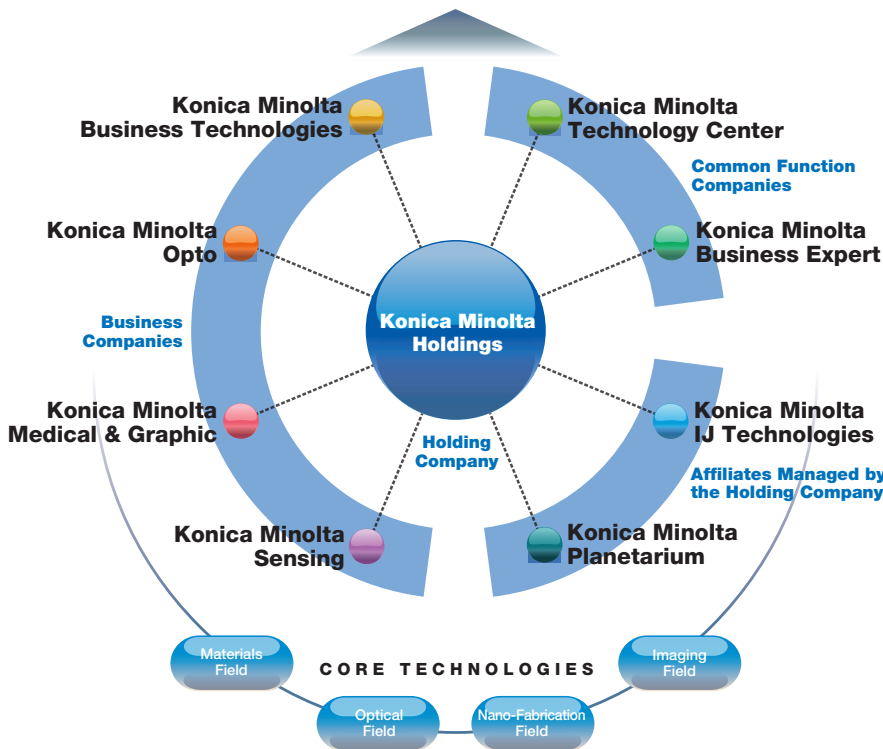 Konica Minolta
Business Technologies
Konica Minolta
Technology Center
Common Function
Companies
Konica Minolta
Opto
Konica Minolta
Business Expert
Business
Companies
Konica Minolta
Holdings
Konica Minolta
Medical & Graphic
Holding
Company
Konica Minolta
IJ Technologies
Affiliates Managed by
the Holding Company
Konica Minolta
Sensing
Konica Minolta
Planetarium
CORE TECHNOLOGIES
Materials
Field
Optical
Field
Nano-Fabrication
Field
Imaging
Field